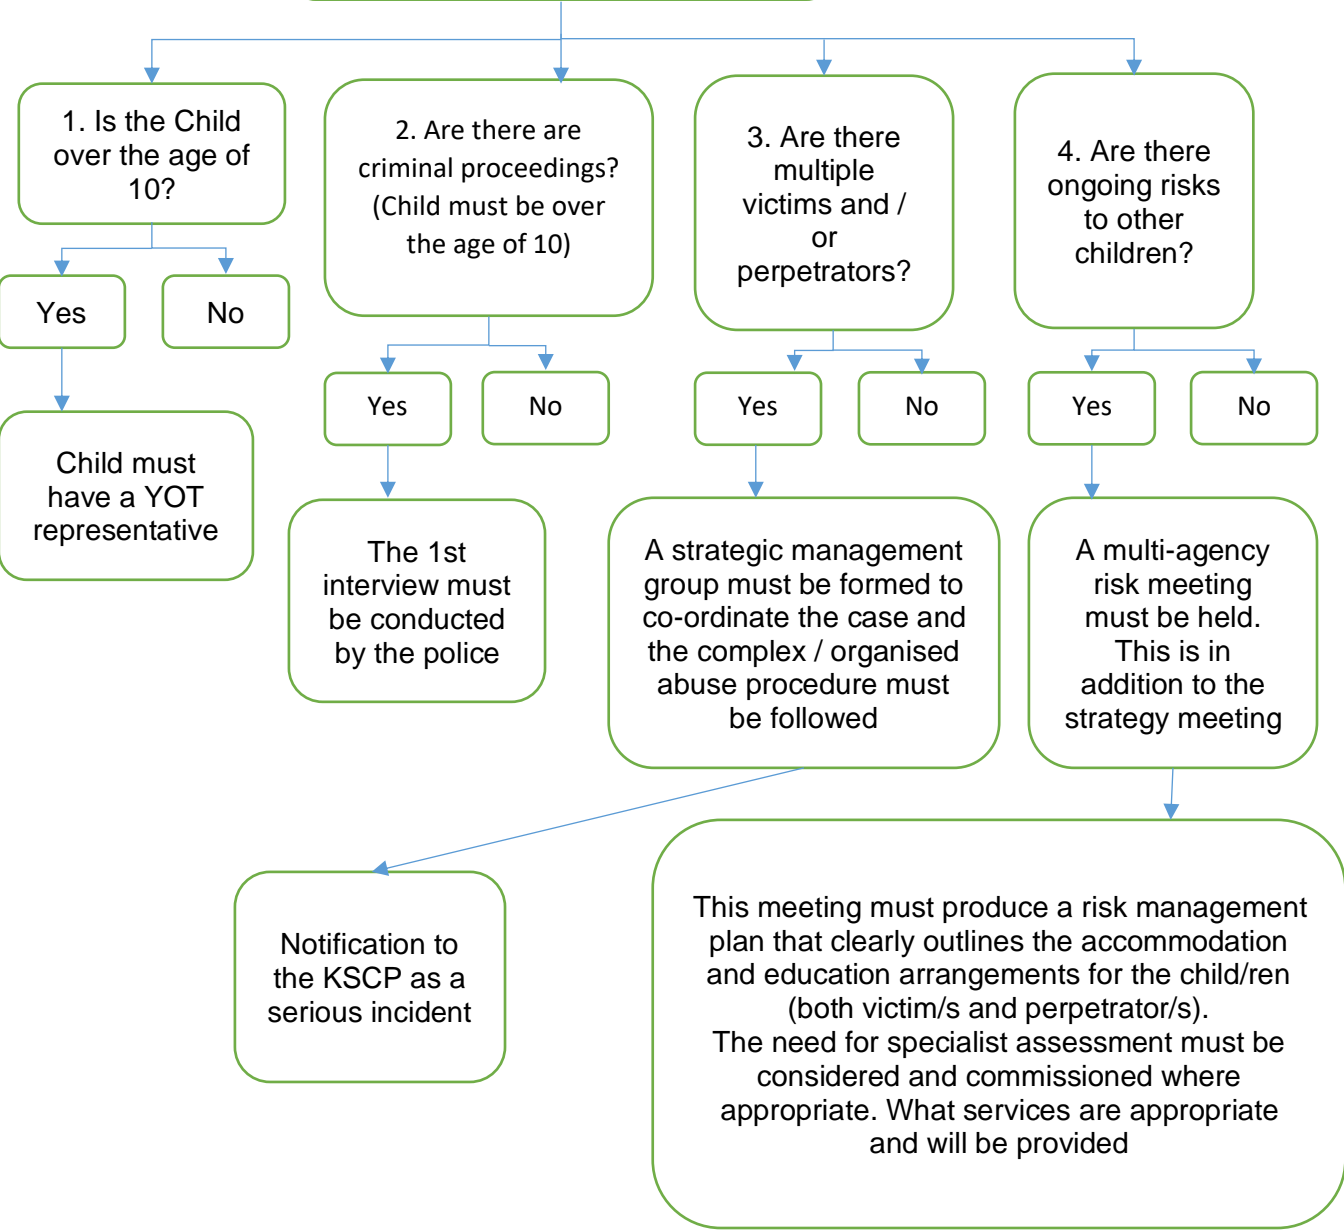 1. Is the Child
over the age of
10?
2. Are there are
criminal proceedings?
(Child must be over
the age of 10)
3. Are there
multiple
victims and /
or
perpetrators?
4. Are there
ongoing risks
to other
children?
Yes
No
Yes
No
Yes
No
Yes
No
Child must
have a YOT
representative
The 1st
interview must
be conducted
by the police
A strategic management
group must be formed to
co-ordinate the case and
the complex / organised
abuse procedure must
be followed
A multi-agency
risk meeting
must be held.
This is in
addition to the
strategy meeting
Notification to
the KSCP as a
serious incident
This meeting must produce a risk management
plan that clearly outlines the accommodation
and education arrangements for the child/ren
(both victim/s and perpetrator/s).
The need for specialist assessment must be
considered and commissioned where
appropriate. What services are appropriate
and will be provided